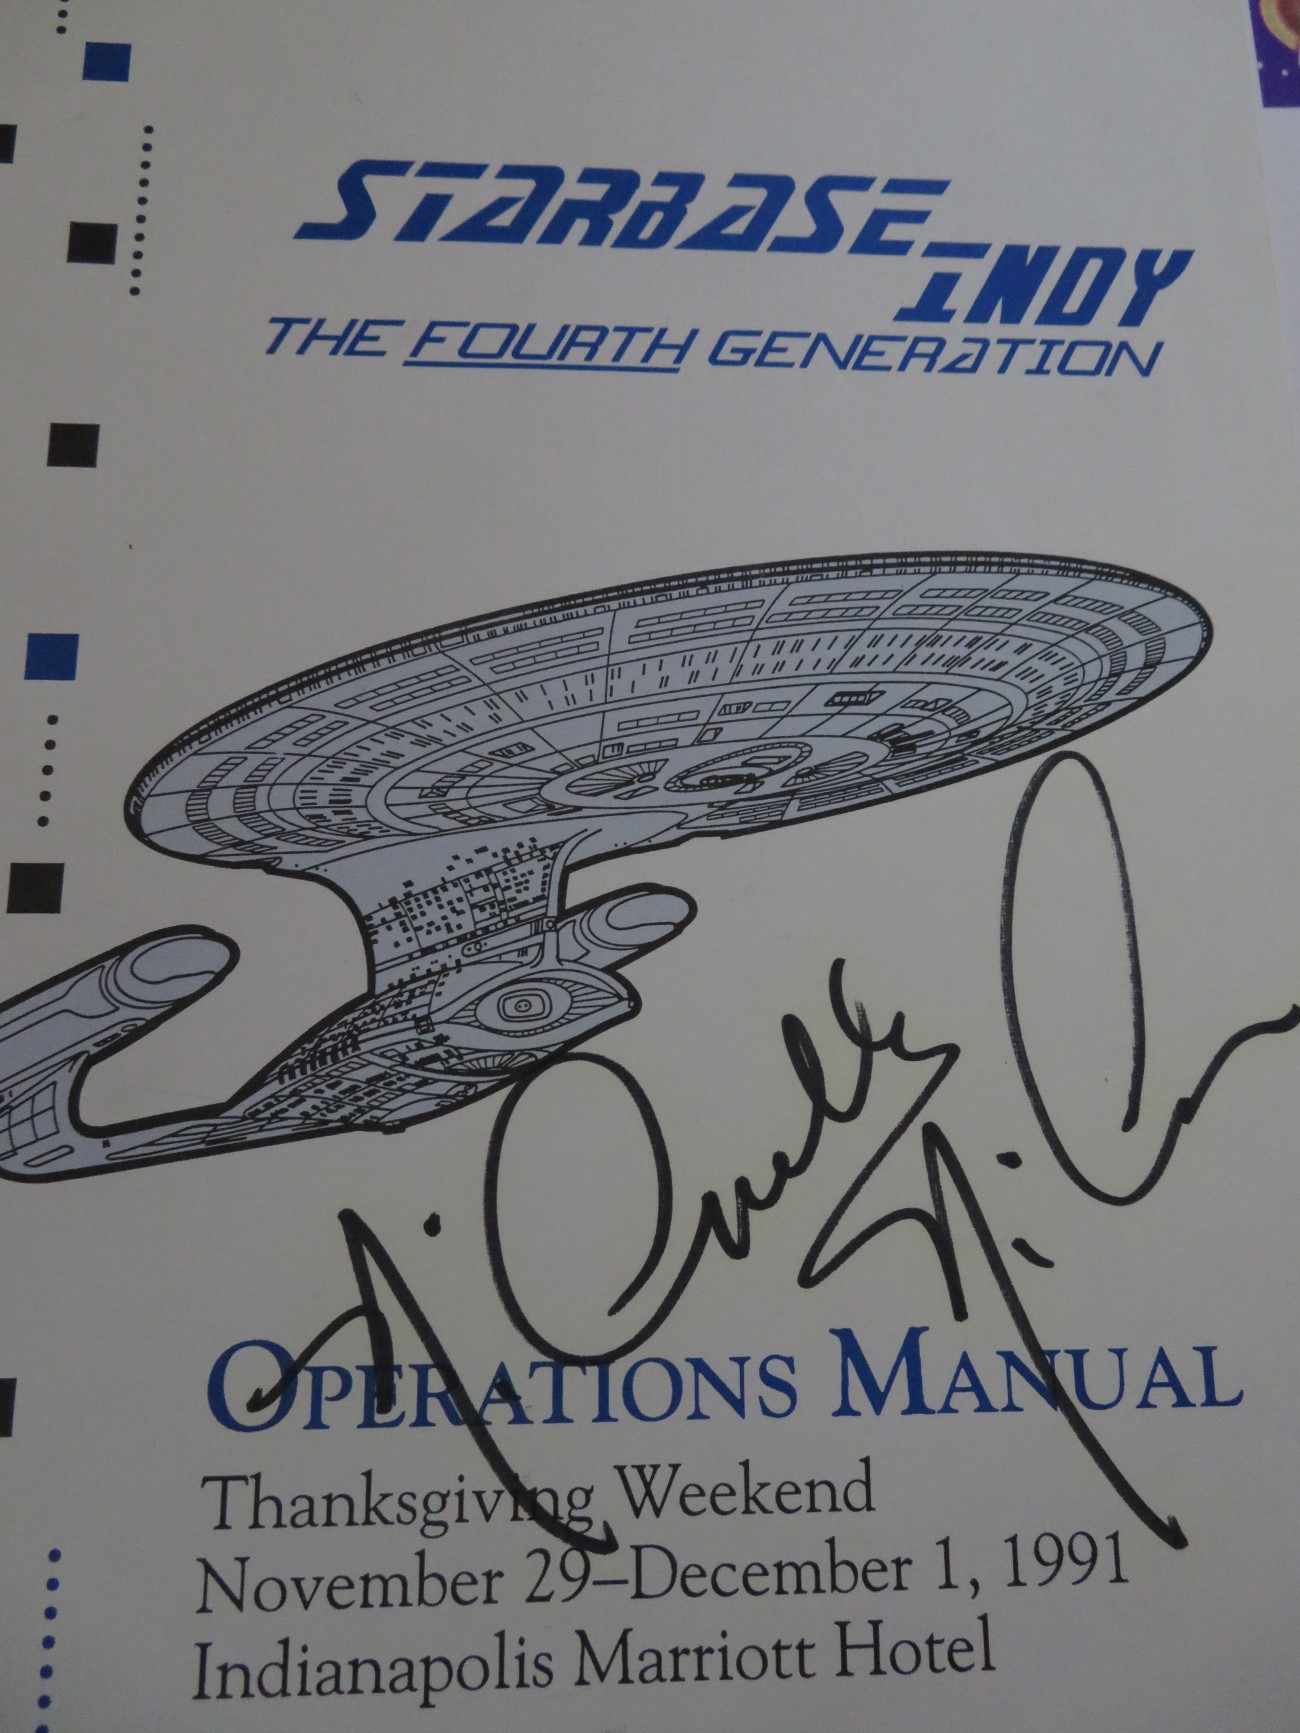 STARBASE
INDY
THE FOURTH GENERATION
OPERATIONS MANUAL
Thanksgiving Weekend
November 29–December 1, 1991
Indianapolis Marriott Hotel